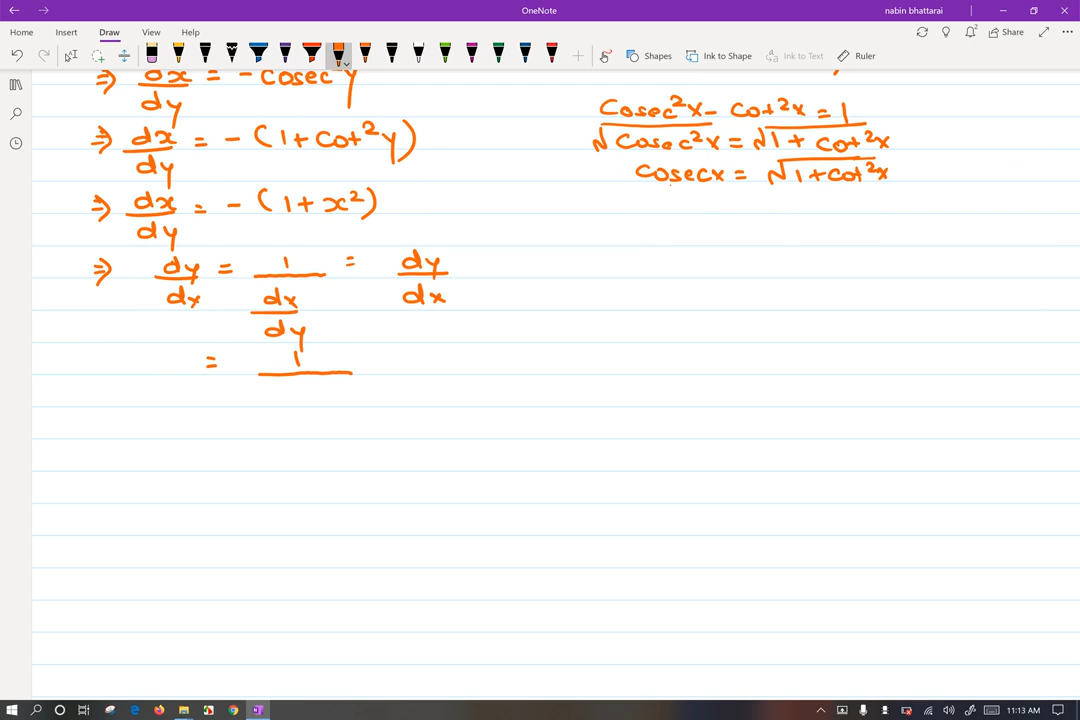 OneNote
nabin bhattarai
Home Insert Draw View Help
Share
Shapes
Ink to Shape
Ink to Text
Ruler
⇒ dx/dy = - cosec y
cosec²x - cot²x = 1
⇒ dx/dy = - (1 + cot²y)
√cosec²x = √1 + cot²x
cosecx = √1 + cot²x
⇒ dx/dy = - (1 + x²)
⇒ dy/dx = 1/(dx/dy) = dy/dx
= 1/
11:13 AM